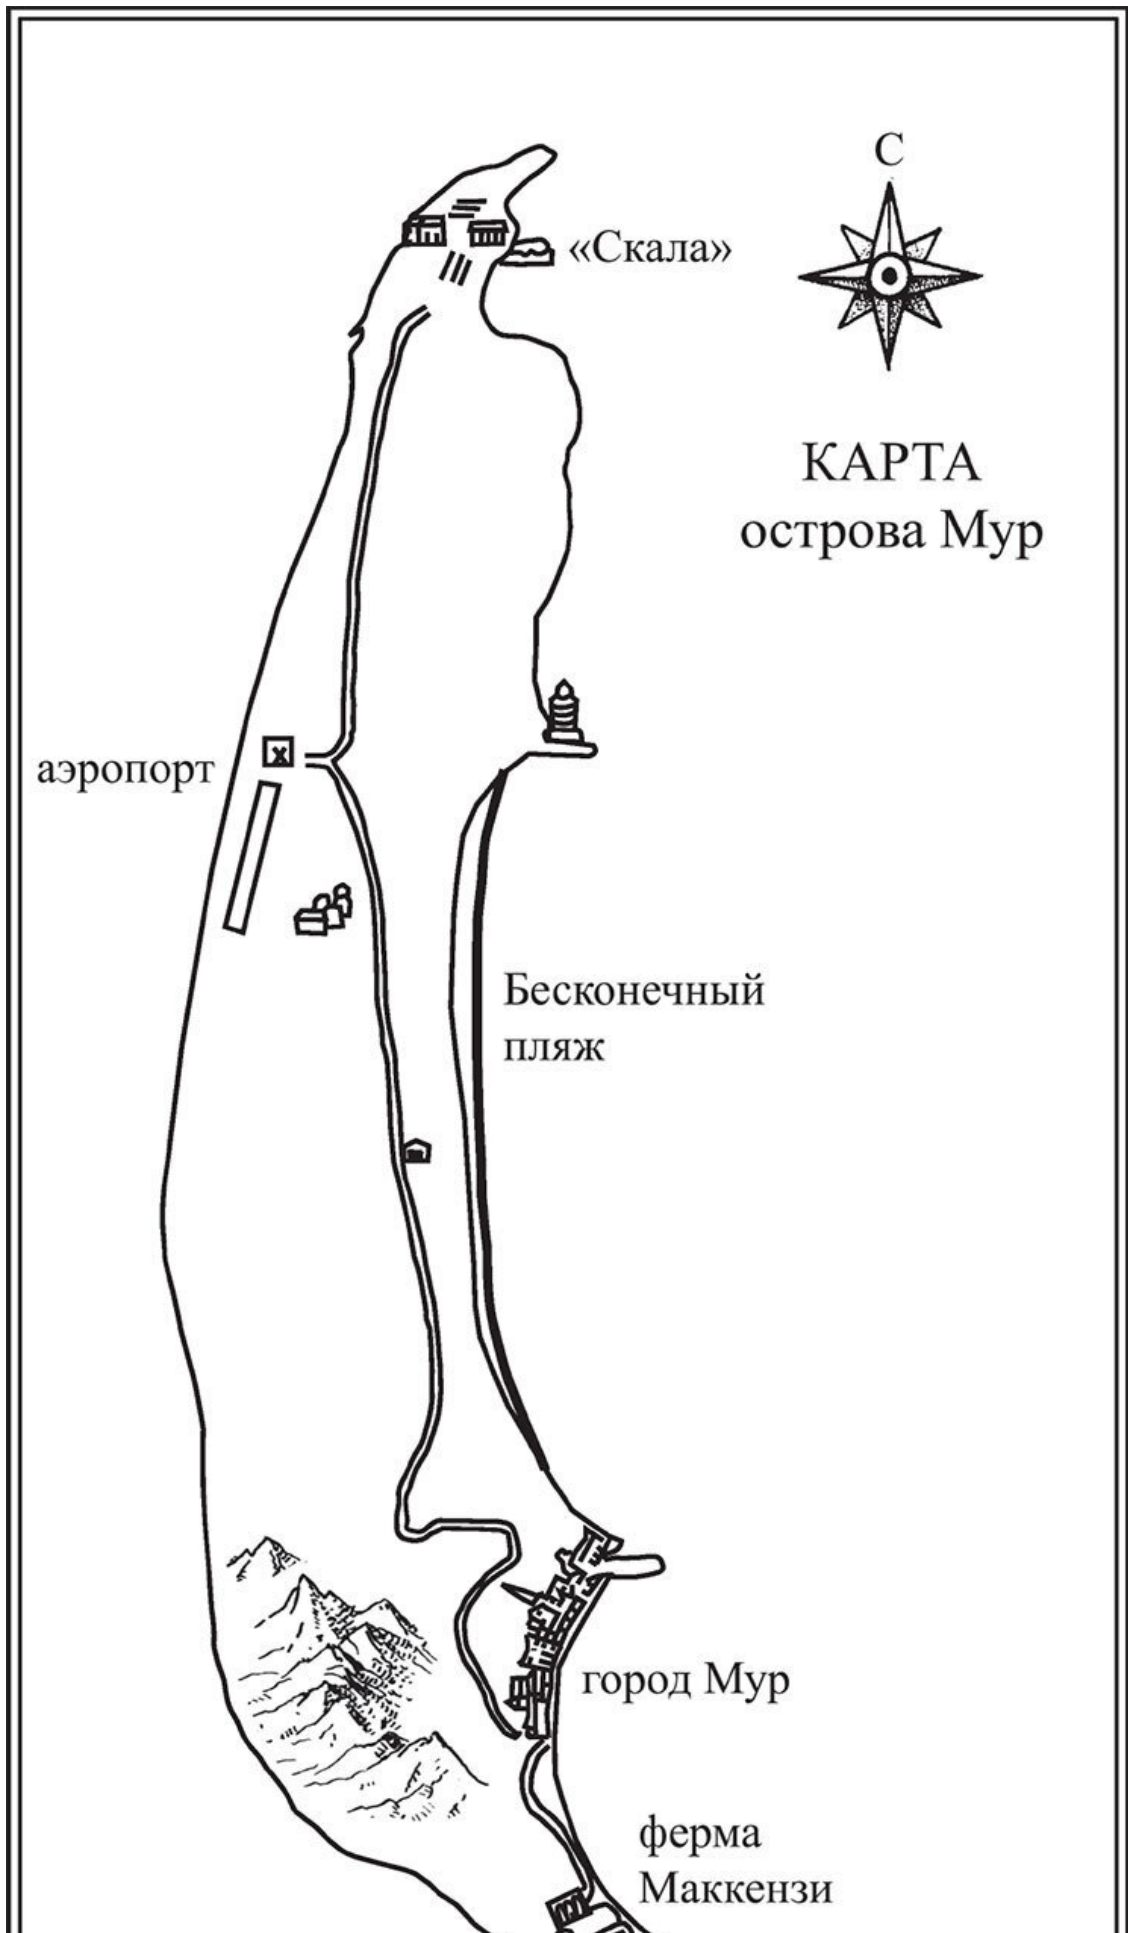 С
«Скала»
КАРТА
острова Мур
аэропорт
Бесконечный
пляж
город Мур
ферма
Маккензи